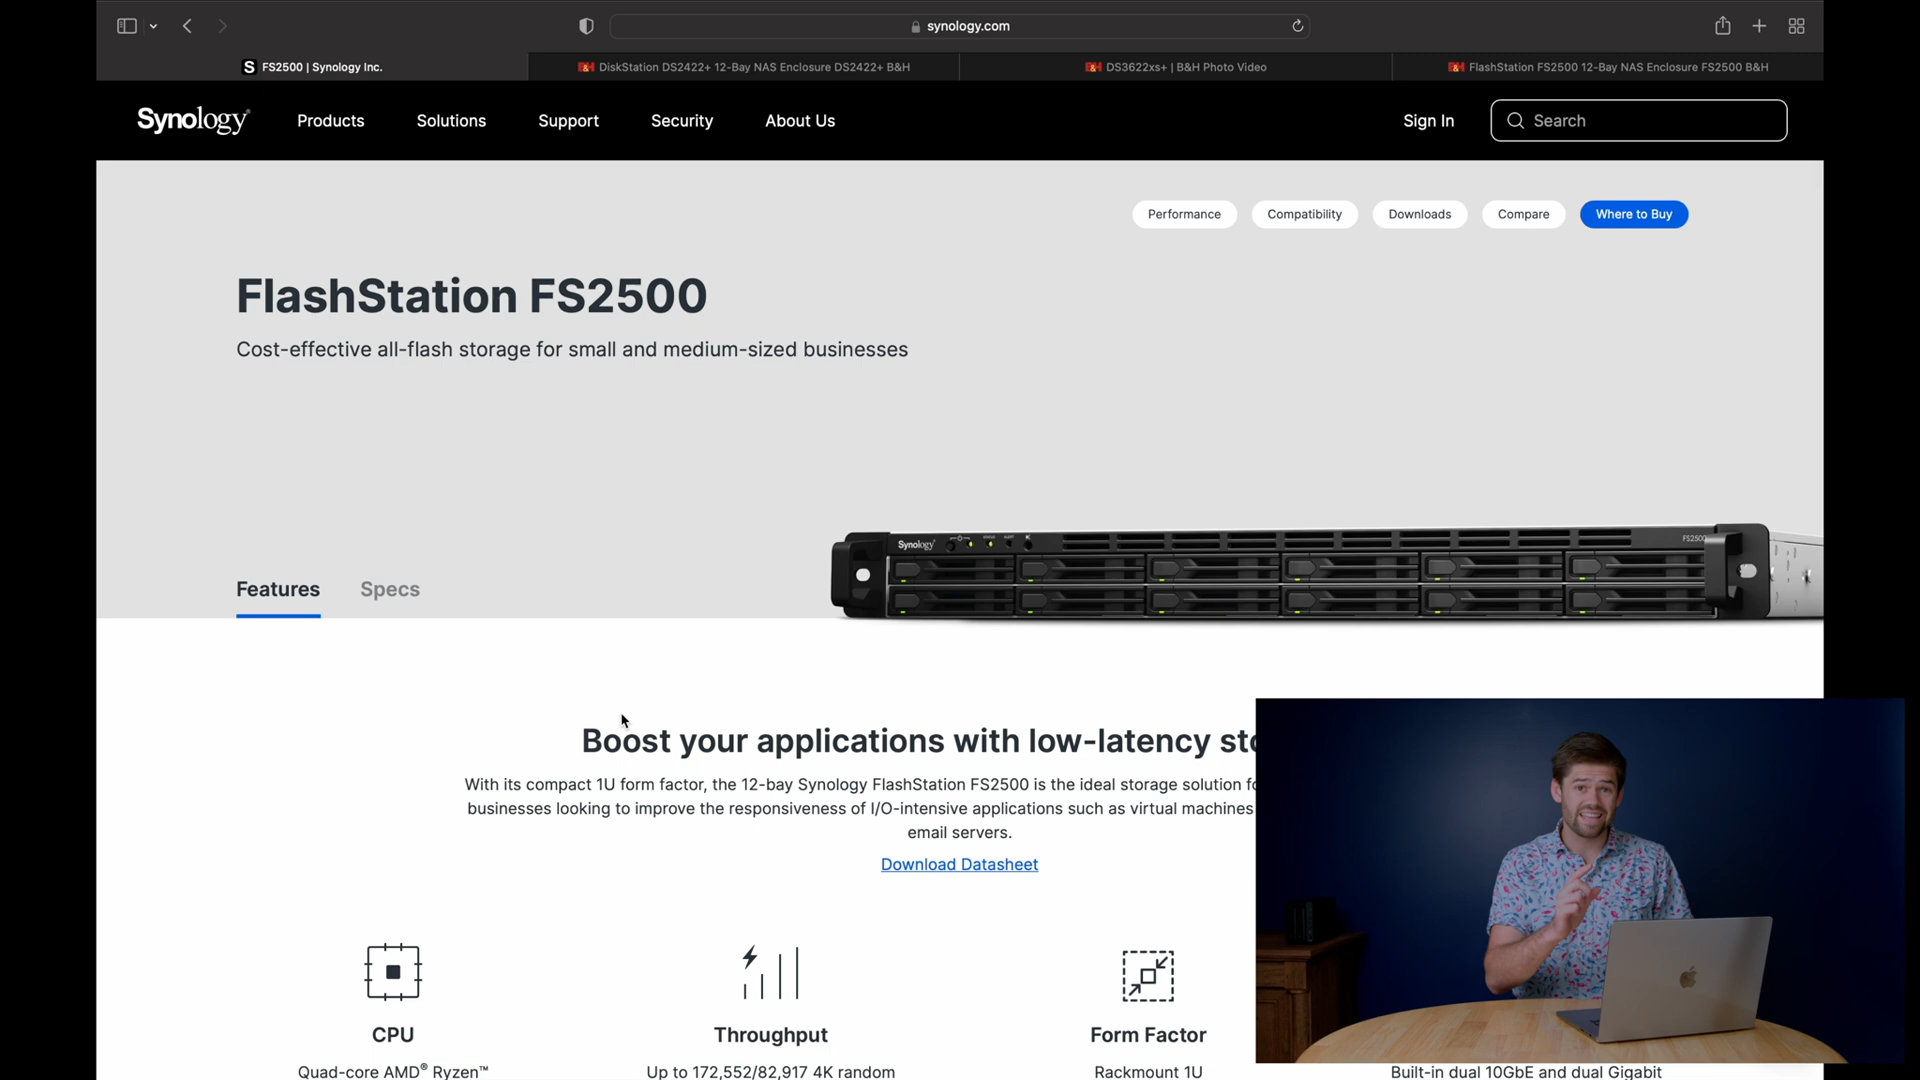 synology.com
FS2500 | Synology Inc.
DiskStation DS2422+ 12-Bay NAS Enclosure DS2422+ B&H
DS3622xs+ | B&H Photo Video
FlashStation FS2500 12-Bay NAS Enclosure FS2500 B&H
Synology
Products
Solutions
Support
Security
About Us
Sign In
Search
Performance
Compatibility
Downloads
Compare
Where to Buy
FlashStation FS2500
Cost-effective all-flash storage for small and medium-sized businesses
Synology
FS2500
Features
Specs
Boost your applications with low-latency
With its compact 1U form factor, the 12-bay Synology FlashStation FS2500 is the ideal storage solution
businesses looking to improve the responsiveness of I/O-intensive applications such as virtual machines
email servers.
Download Datasheet
CPU
Throughput
Form Factor
Quad-core AMD® Ryzen™
Up to 172,552/82,917 4K random
Rackmount 1U
Built-in dual 10GbE and dual Gigabit